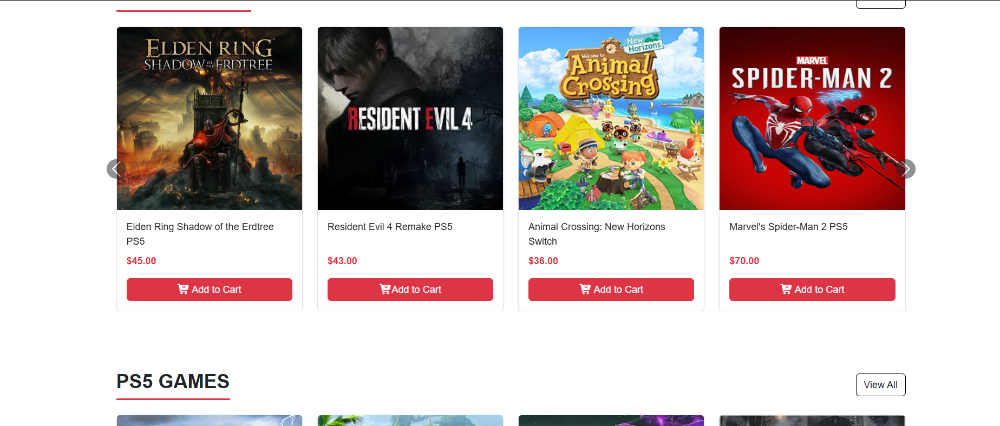 ELDEN RING
SHADOW OF THE ERDTREE
RESIDENT EVIL 4
New
Horizons
Welcome to
Animal
Crossing
MARVEL
SPIDER-MAN 2
Elden Ring Shadow of the Erdtree
PS5
$45.00
Add to Cart
Resident Evil 4 Remake PS5
$43.00
Add to Cart
Animal Crossing: New Horizons
Switch
$36.00
Add to Cart
Marvel's Spider-Man 2 PS5
$70.00
Add to Cart
PS5 GAMES
View All